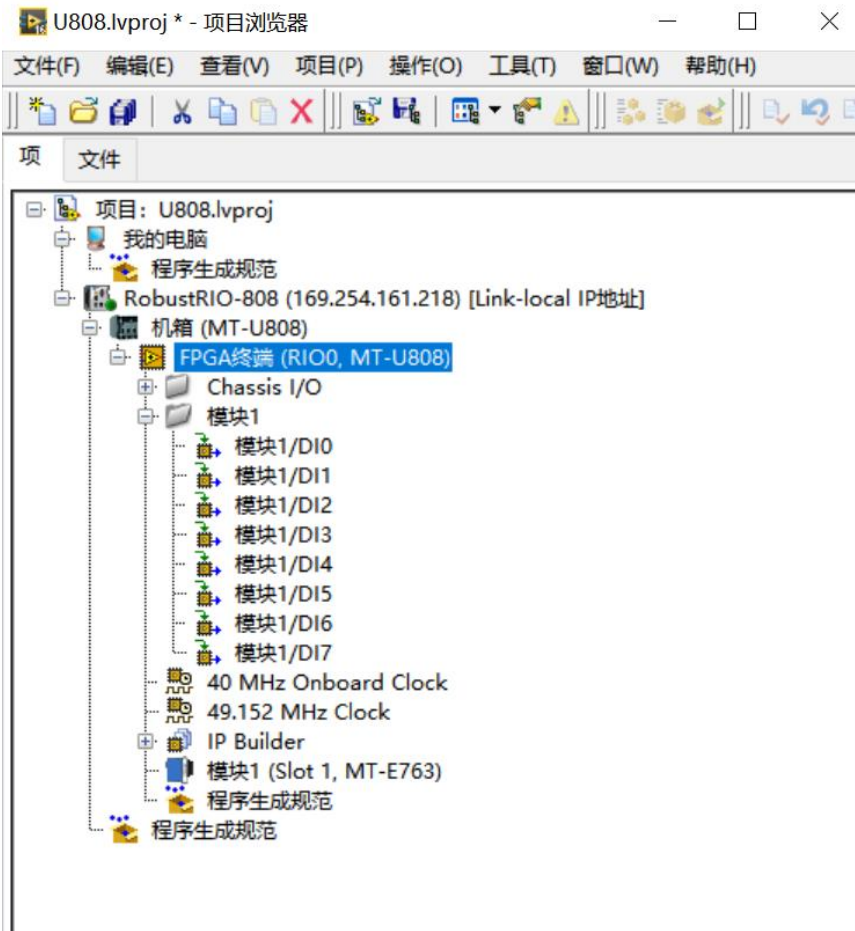 U808.lvproj * - 项目浏览器
文件(F) 编辑(E) 查看(V) 项目(P) 操作(O) 工具(T) 窗口(W) 帮助(H)
项 文件
项目：U808.lvproj
我的电脑
程序生成规范
RobustRIO-808 (169.254.161.218) [Link-local IP地址]
机箱 (MT-U808)
FPGA终端 (RIO0, MT-U808)
Chassis I/O
模块1
模块1/DI0
模块1/DI1
模块1/DI2
模块1/DI3
模块1/DI4
模块1/DI5
模块1/DI6
模块1/DI7
40 MHz Onboard Clock
49.152 MHz Clock
IP Builder
模块1 (Slot 1, MT-E763)
程序生成规范
程序生成规范